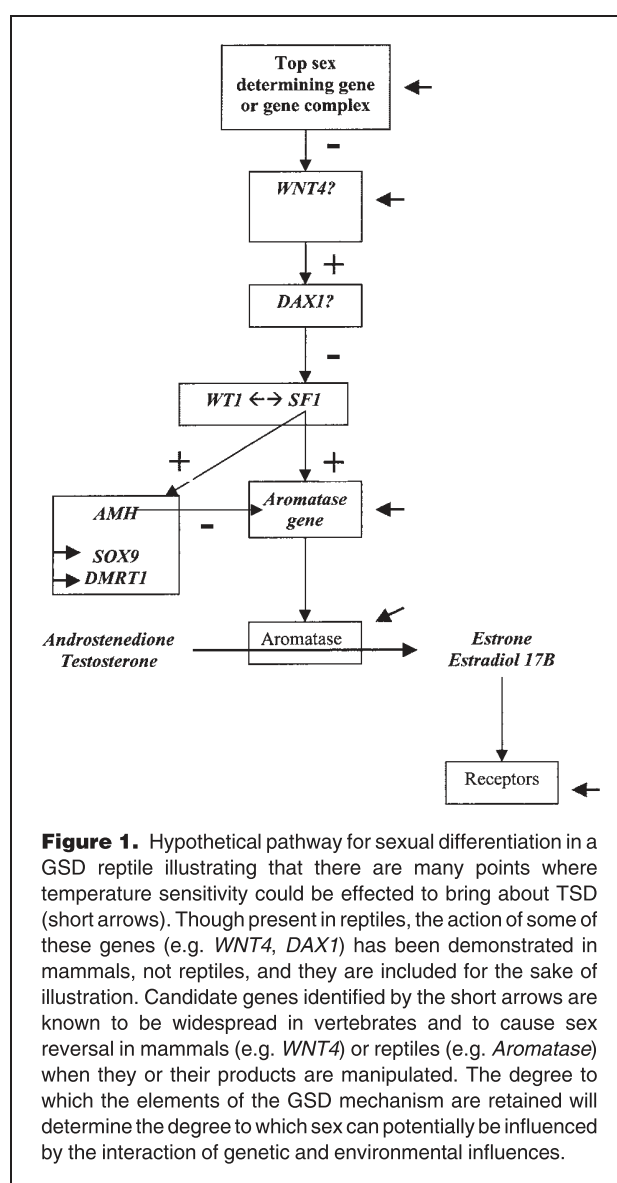 Top sex
determining gene
or gene complex
-
WNT4?
+
DAX1?
-
WT1 ←→ SF1
+
+
AMH
-
Aromatase
gene
SOX9
DMRT1
Androstenedione
Testosterone
Aromatase
Estrone
Estradiol 17B
Receptors
Figure 1. Hypothetical pathway for sexual differentiation in a
GSD reptile illustrating that there are many points where
temperature sensitivity could be effected to bring about TSD
(short arrows). Though present in reptiles, the action of some of
these genes (e.g. WNT4, DAX1) has been demonstrated in
mammals, not reptiles, and they are included for the sake of
illustration. Candidate genes identified by the short arrows are
known to be widespread in vertebrates and to cause sex
reversal in mammals (e.g. WNT4) or reptiles (e.g. Aromatase)
when they or their products are manipulated. The degree to
which the elements of the GSD mechanism are retained will
determine the degree to which sex can potentially be influenced
by the interaction of genetic and environmental influences.